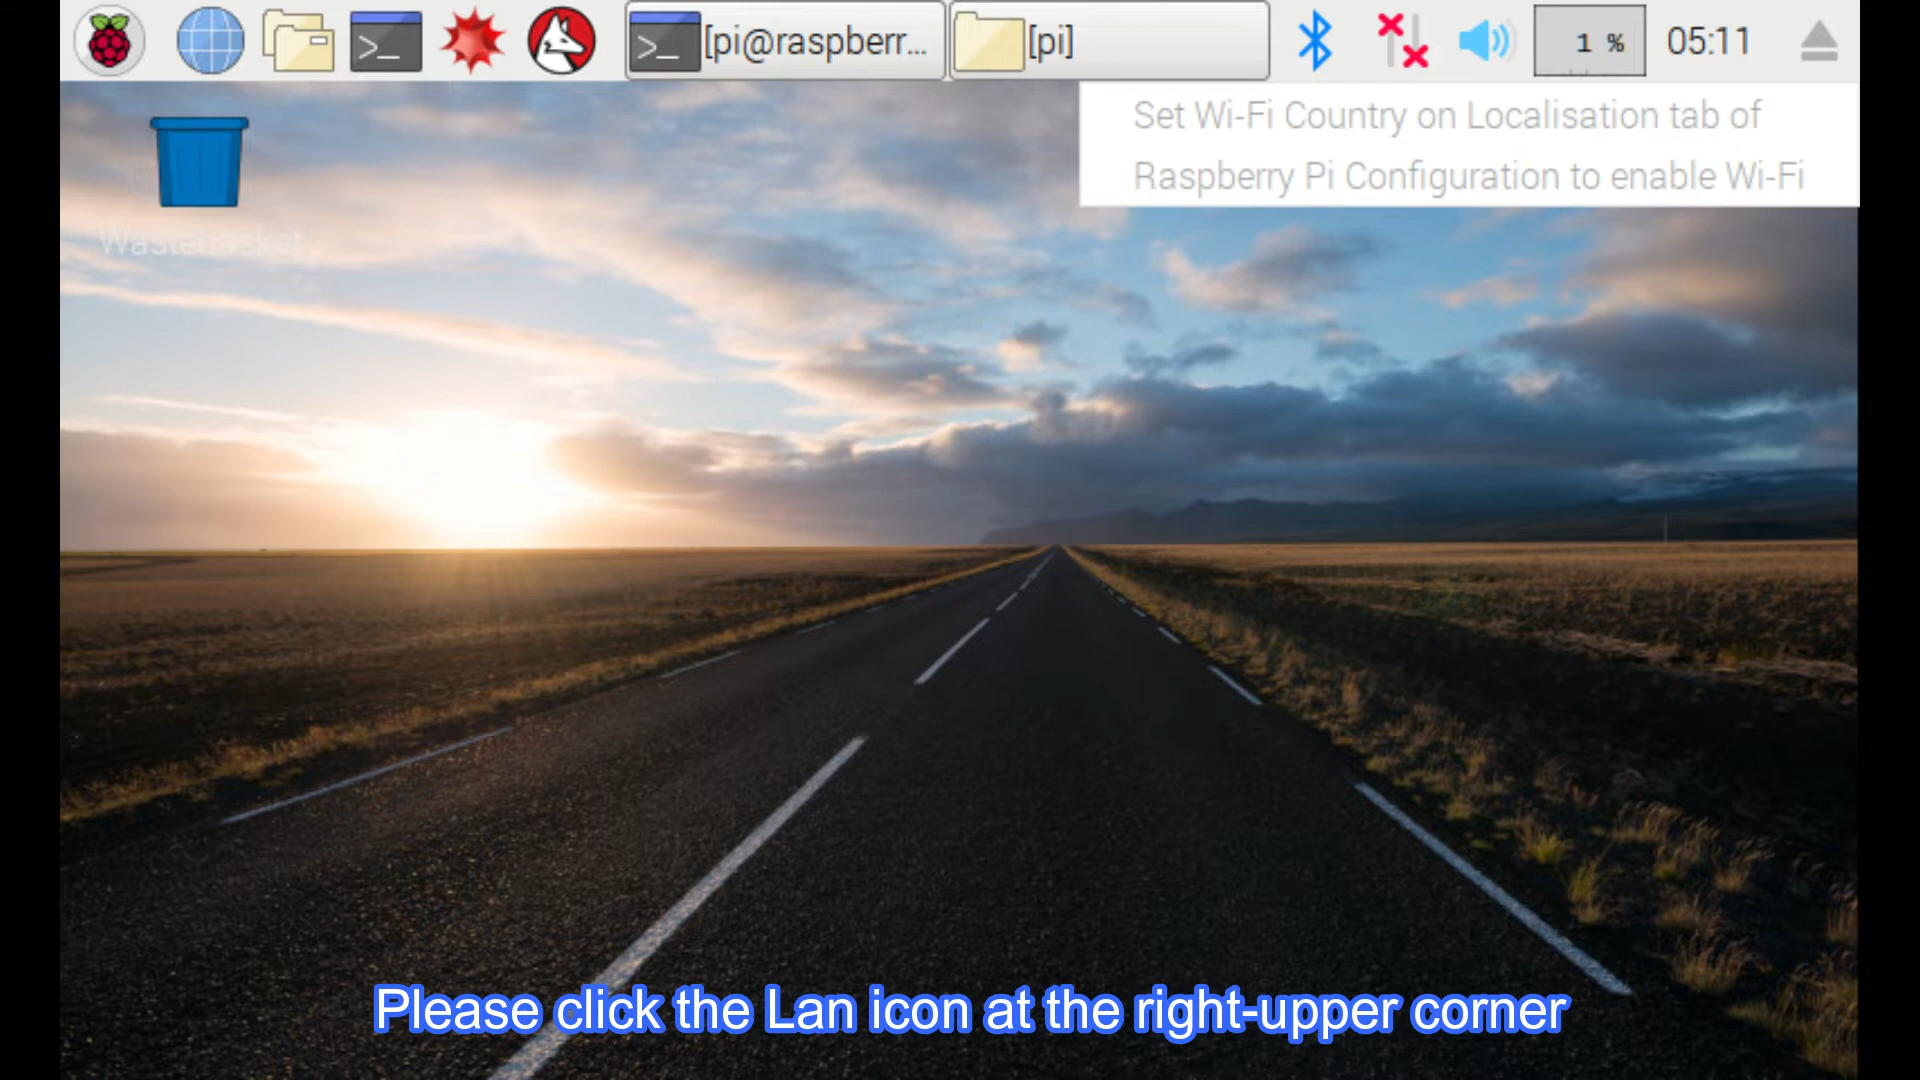 [pi@raspberr...
[pi]
1 %
05:11
Set Wi-Fi Country on Localisation tab of
Raspberry Pi Configuration to enable Wi-Fi
Wastebasket
Please click the Lan icon at the right-upper corner